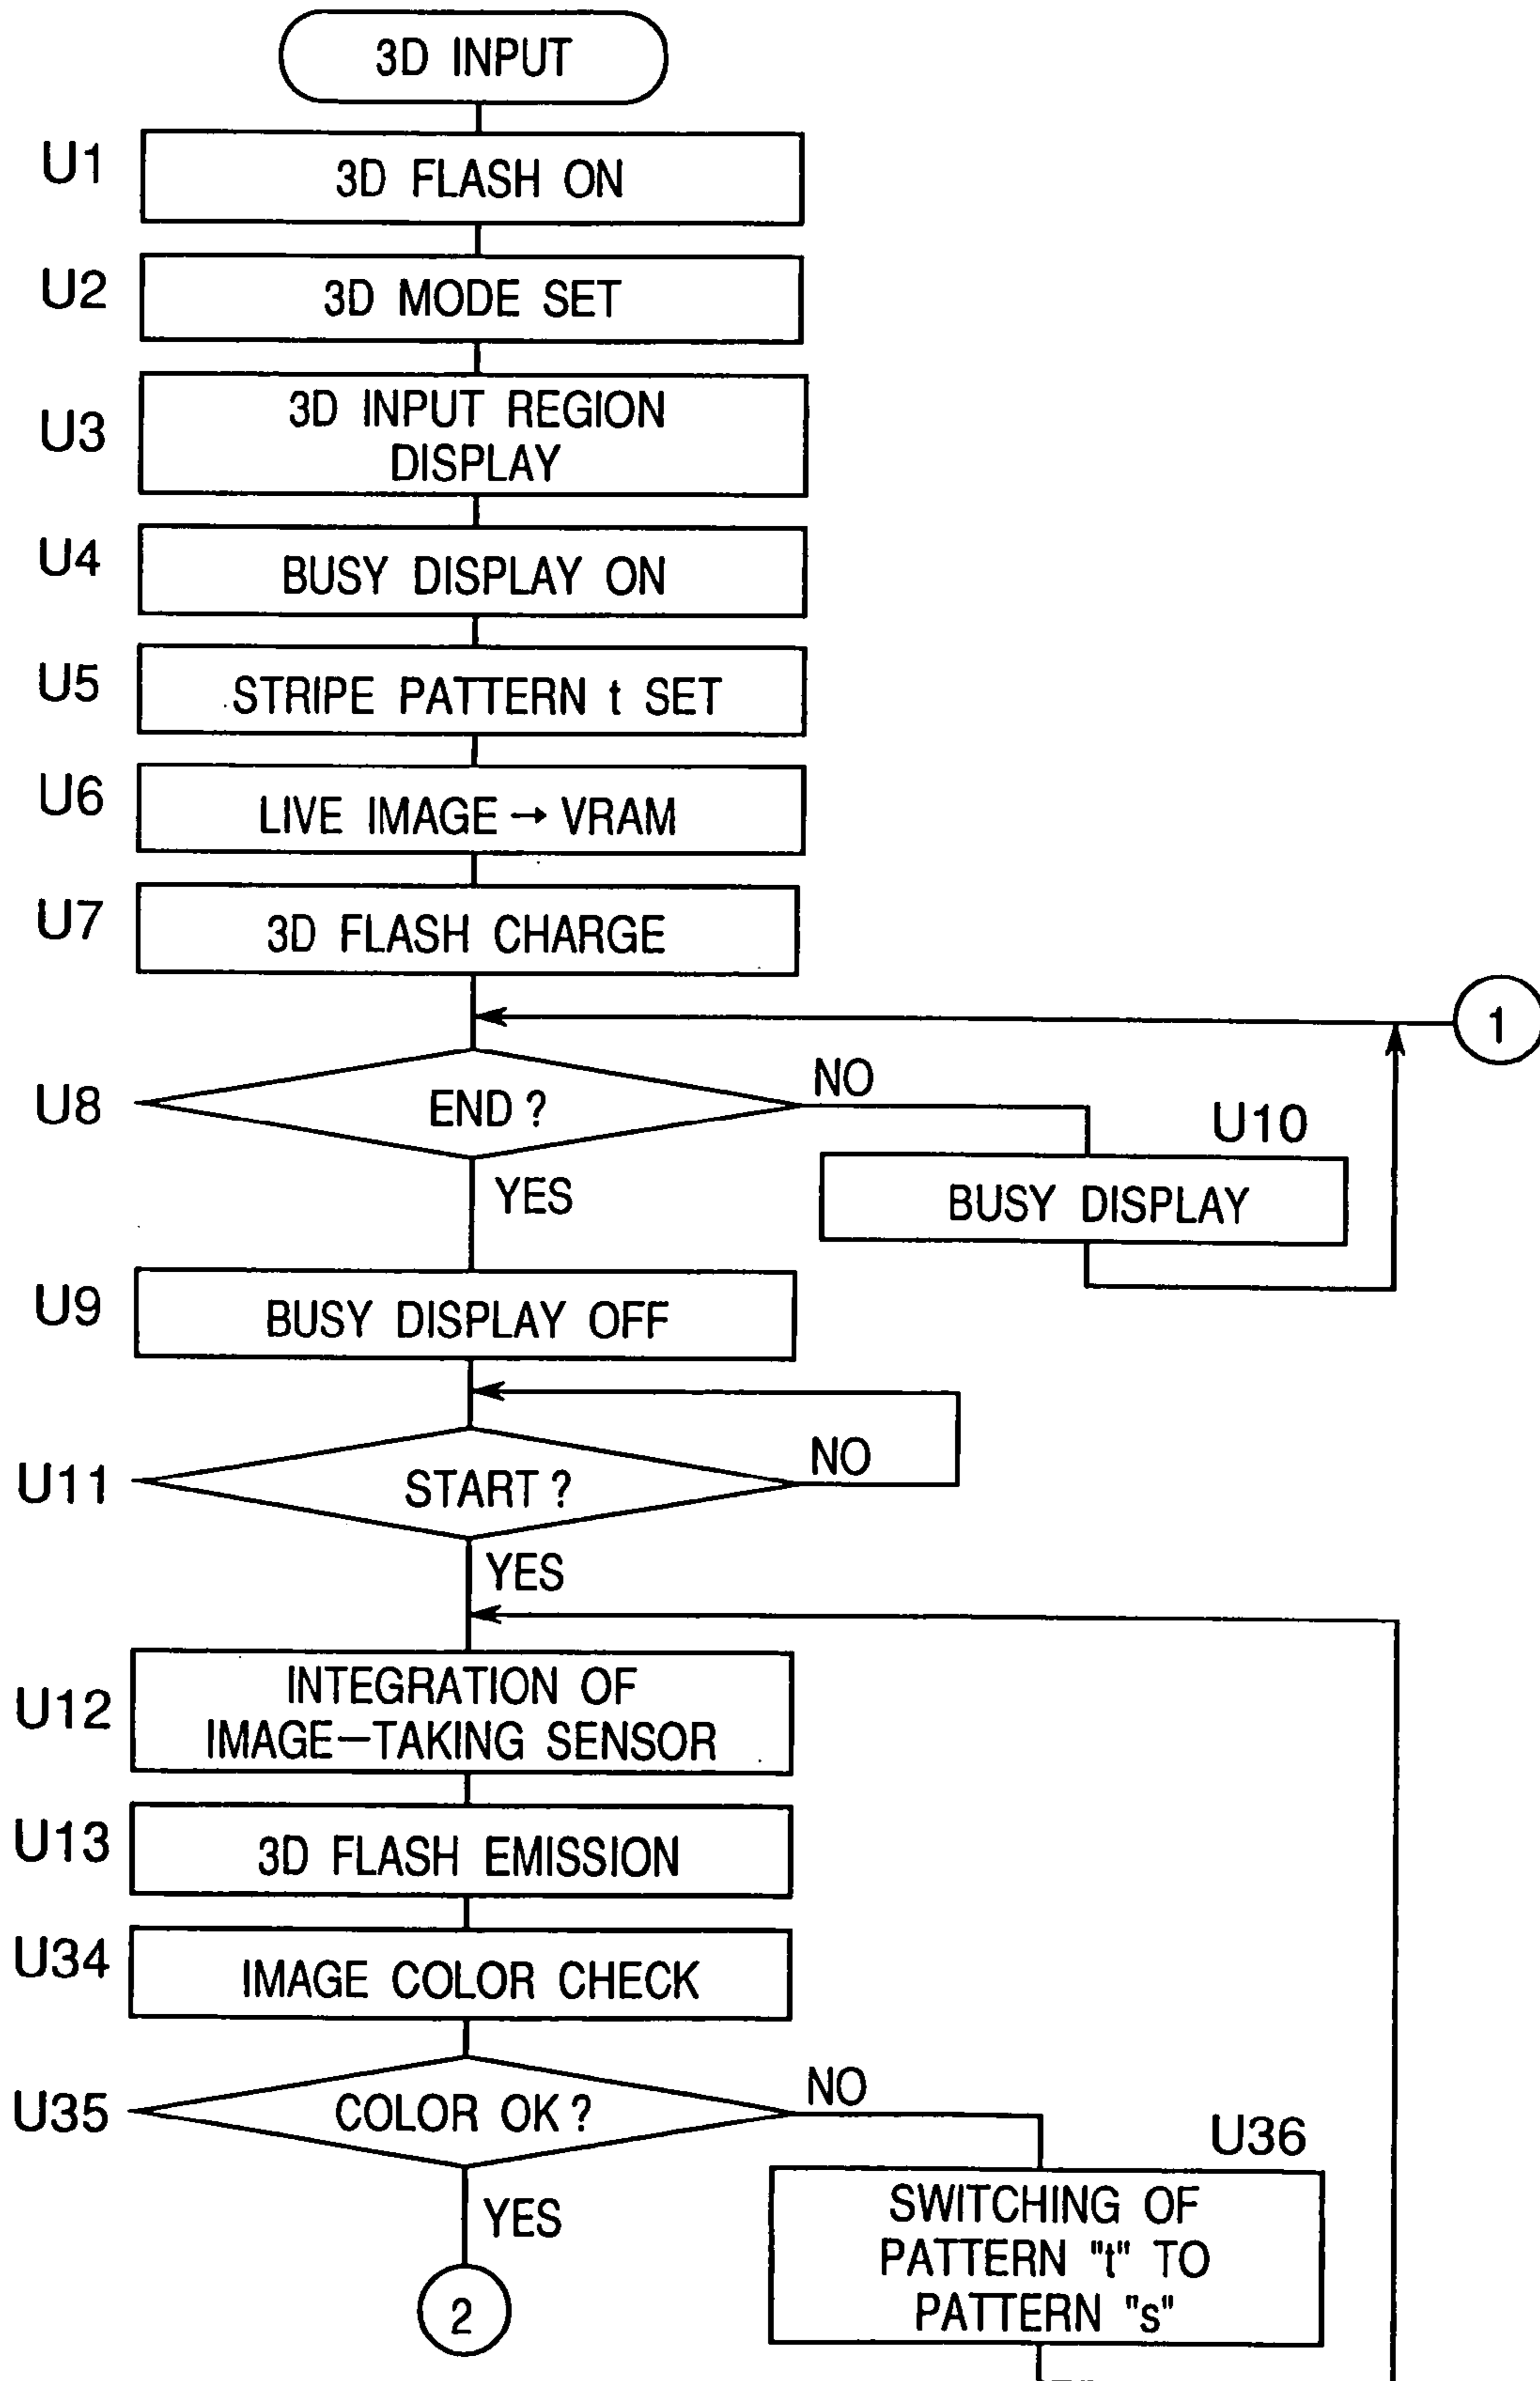 3D INPUT
U1
3D FLASH ON
U2
3D MODE SET
U3
3D INPUT REGION
DISPLAY
U4
BUSY DISPLAY ON
U5
STRIPE PATTERN t SET
U6
LIVE IMAGE → VRAM
U7
3D FLASH CHARGE
1
U8
END ?
NO
U10
BUSY DISPLAY
YES
U9
BUSY DISPLAY OFF
U11
START ?
NO
YES
U12
INTEGRATION OF
IMAGE-TAKING SENSOR
U13
3D FLASH EMISSION
U34
IMAGE COLOR CHECK
U35
COLOR OK ?
NO
U36
SWITCHING OF
PATTERN "t" TO
PATTERN "s"
YES
2